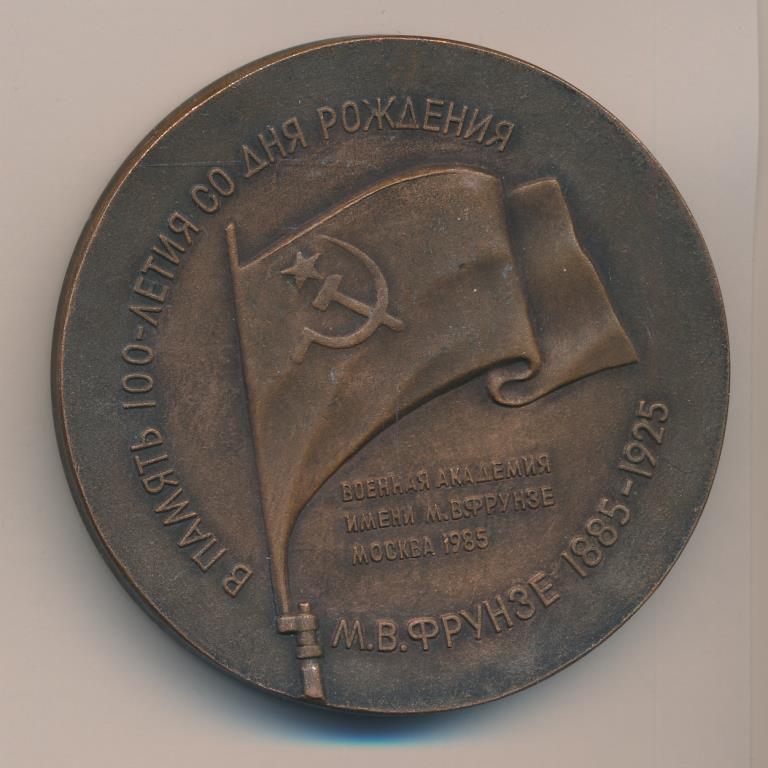 В ПАМЯТЬ 100-ЛЕТИЯ СО ДНЯ РОЖДЕНИЯ
М.В.ФРУНЗЕ 1885-1925
ВОЕННАЯ АКАДЕМИЯ
ИМЕНИ М.В.ФРУНЗЕ
МОСКВА 1985